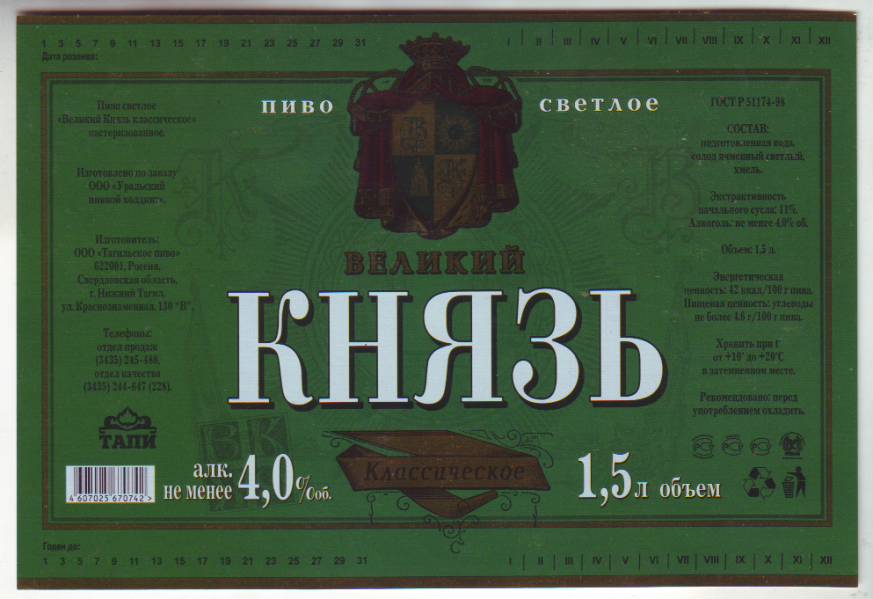 1 3 5 7 9 11 13 15 17 19 21 23 25 27 29 31
I II III IV V VI VII VIII IX X XI XII
Дата розлива:
Пиво светлое
«Великий Князь классическое»
пастеризованное.
Изготовлено по заказу
ООО «Уральский
пивной холдинг».
Изготовитель:
ООО «Тагильское пиво»
622001, Россия,
Свердловская область,
г. Нижний Тагил,
ул. Краснознаменная, 130 "В".
Телефоны:
отдел продаж
(3435) 245-480,
отдел качества
(3435) 244-647 (228).
ТАПИ
4 607025 670742 >
ПИВО
СВЕТЛОЕ
ВЕЛИКИЙ
КНЯЗЬ
Классическое
ВК
алк.
не менее 4,0%об.
1,5л объем
ГОСТ Р 51174-98
СОСТАВ:
подготовленная вода,
солод ячменный светлый,
хмель.
Экстрактивность
начального сусла: 11%.
Алкоголь: не менее 4,0% об.
Объем: 1,5 л.
Энергетическая
ценность: 42 ккал/100 г пива.
Пищевая ценность: углеводы
не более 4.6 г/100 г пива.
Хранить при t
от +10° до +20°С
в затемненном месте.
Рекомендовано: перед
употреблением охладить.
Годен до:
1 3 5 7 9 11 13 15 17 19 21 23 25 27 29 31
I II III IV V VI VII VIII IX X XI XII